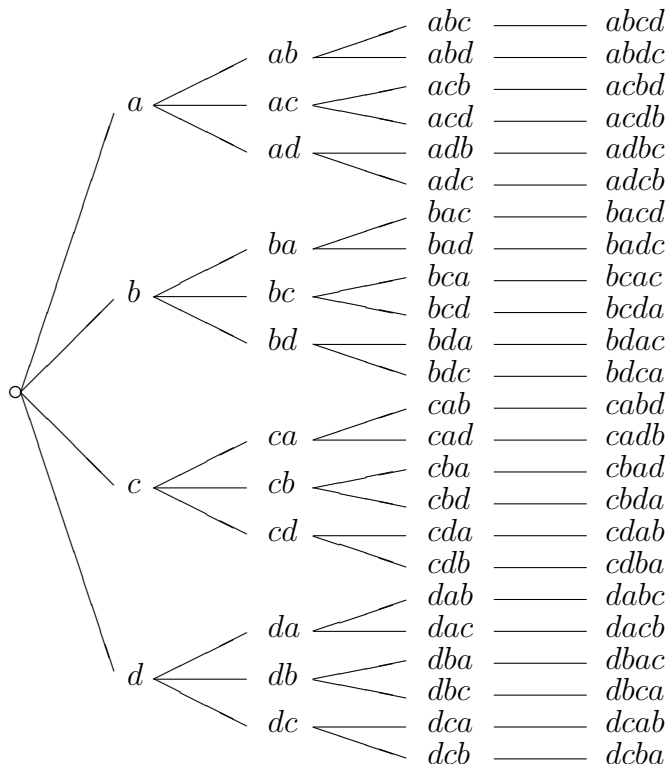 abc abcd
ab abd abdc
acb acbd
a ac acd acdb
ad adb adbc
adc adcb
bac bacd
ba bad badc
b bc bca bcac
bcd bcda
bd bda bdac
bdc bdca
cab cabd
ca cad cadb
cba cbad
c cb cbd cbda
cd cda cdab
cdb cdba
dab dabc
da dac dacb
dba dbac
d db dbc dbca
dc dca dcab
dcb dcba